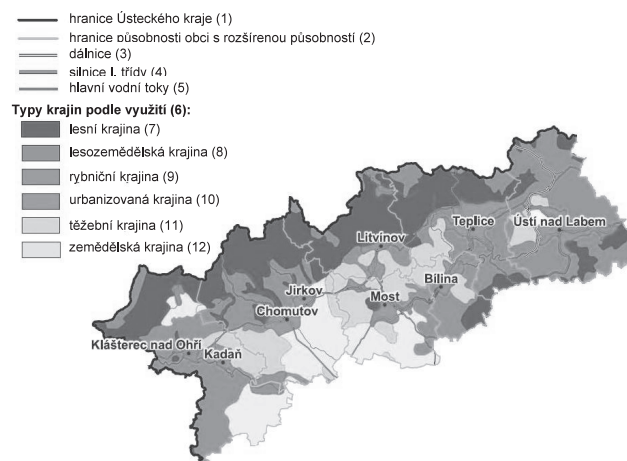 hranice Ústeckého kraje (1)
hranice působnosti obci s rozšírenou působností (2)
dálnice (3)
silnice I. třídy (4)
hlavní vodní toky (5)
Typy krajin podle využití (6):
lesní krajina (7)
lesozemědělská krajina (8)
rybniční krajina (9)
urbanizovaná krajina (10)
těžební krajina (11)
zemědělská krajina (12)
Teplice
Ústí nad Labem
Litvínov
Bílina
Jirkov
Most
Chomutov
Klášterec nad Ohří
Kadaň